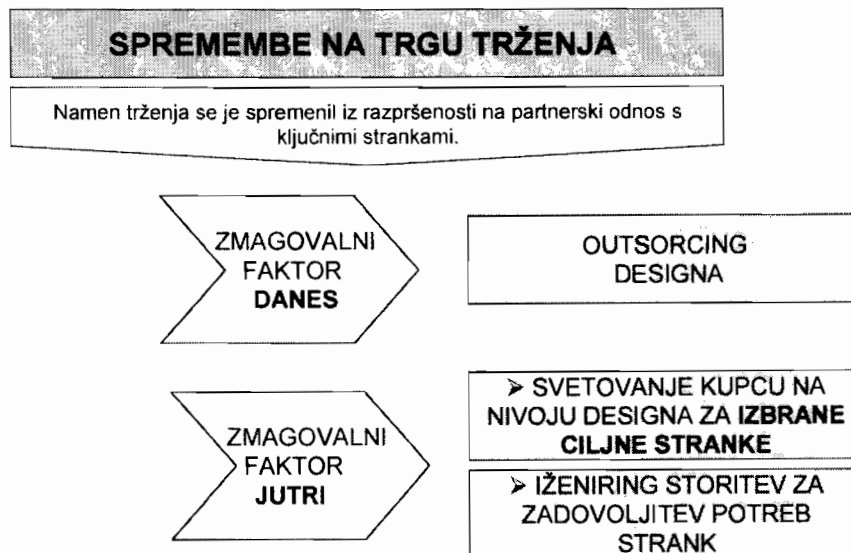 SPREMEMBE NA TRGU TRŽENJA
Namen trženja se je spremenil iz razpršenosti na partnerski odnos s
ključnimi strankami.
ZMAGOVALNI
FAKTOR
DANES
OUTSORCING
DESIGNA
ZMAGOVALNI
FAKTOR
JUTRI
➢ SVETOVANJE KUPCU NA
NIVOJU DESIGNA ZA IZBRANE
CILJNE STRANKE
➢ IŽENIRING STORITEV ZA
ZADOVOLJITEV POTREB
STRANK